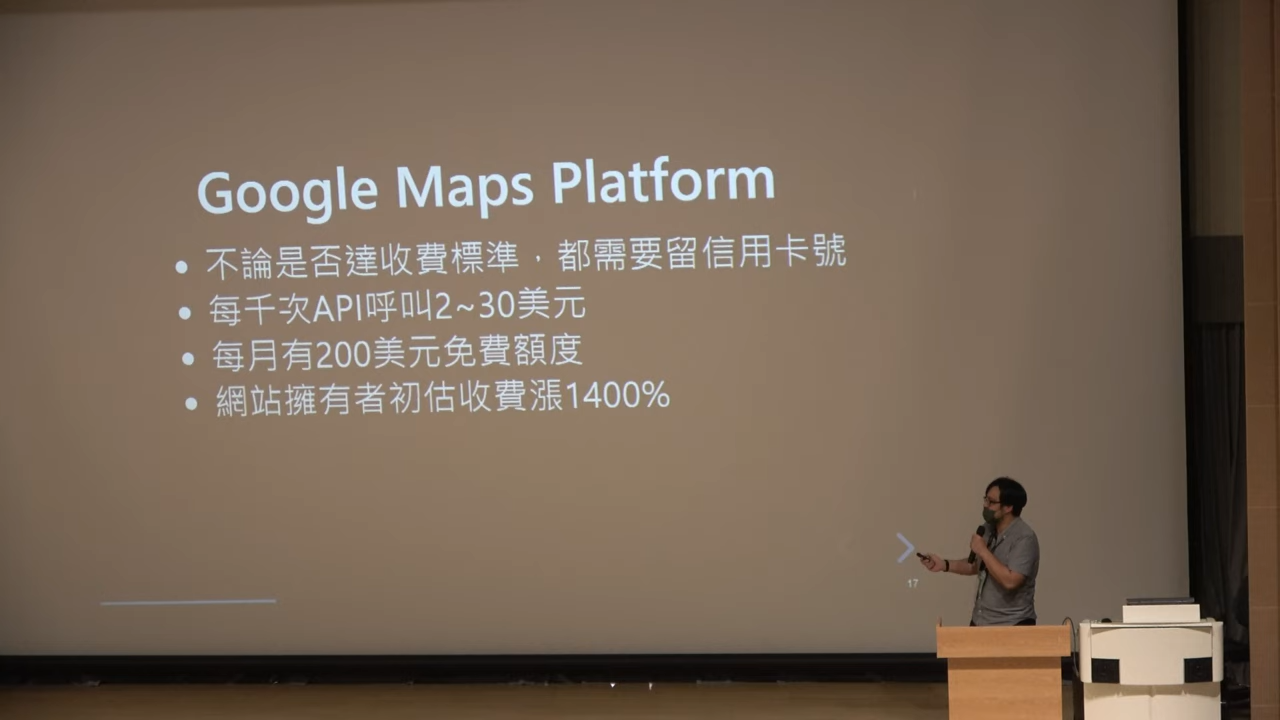 Google Maps Platform
• 不論是否達收費標準，都需要留信用卡號
• 每千次API呼叫2~30美元
• 每月有200美元免費額度
• 網站擁有者初估收費漲1400%
17